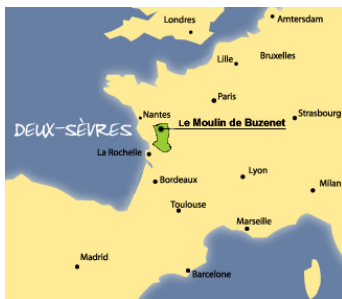 Londres
Amtersdam
Lille
Bruxelles
Paris
Strasbourg
Nantes
Le Moulin de Buzenet
DEUX-SÈVRES
La Rochelle
Lyon
Bordeaux
Milan
Toulouse
Marseille
Madrid
Barcelone